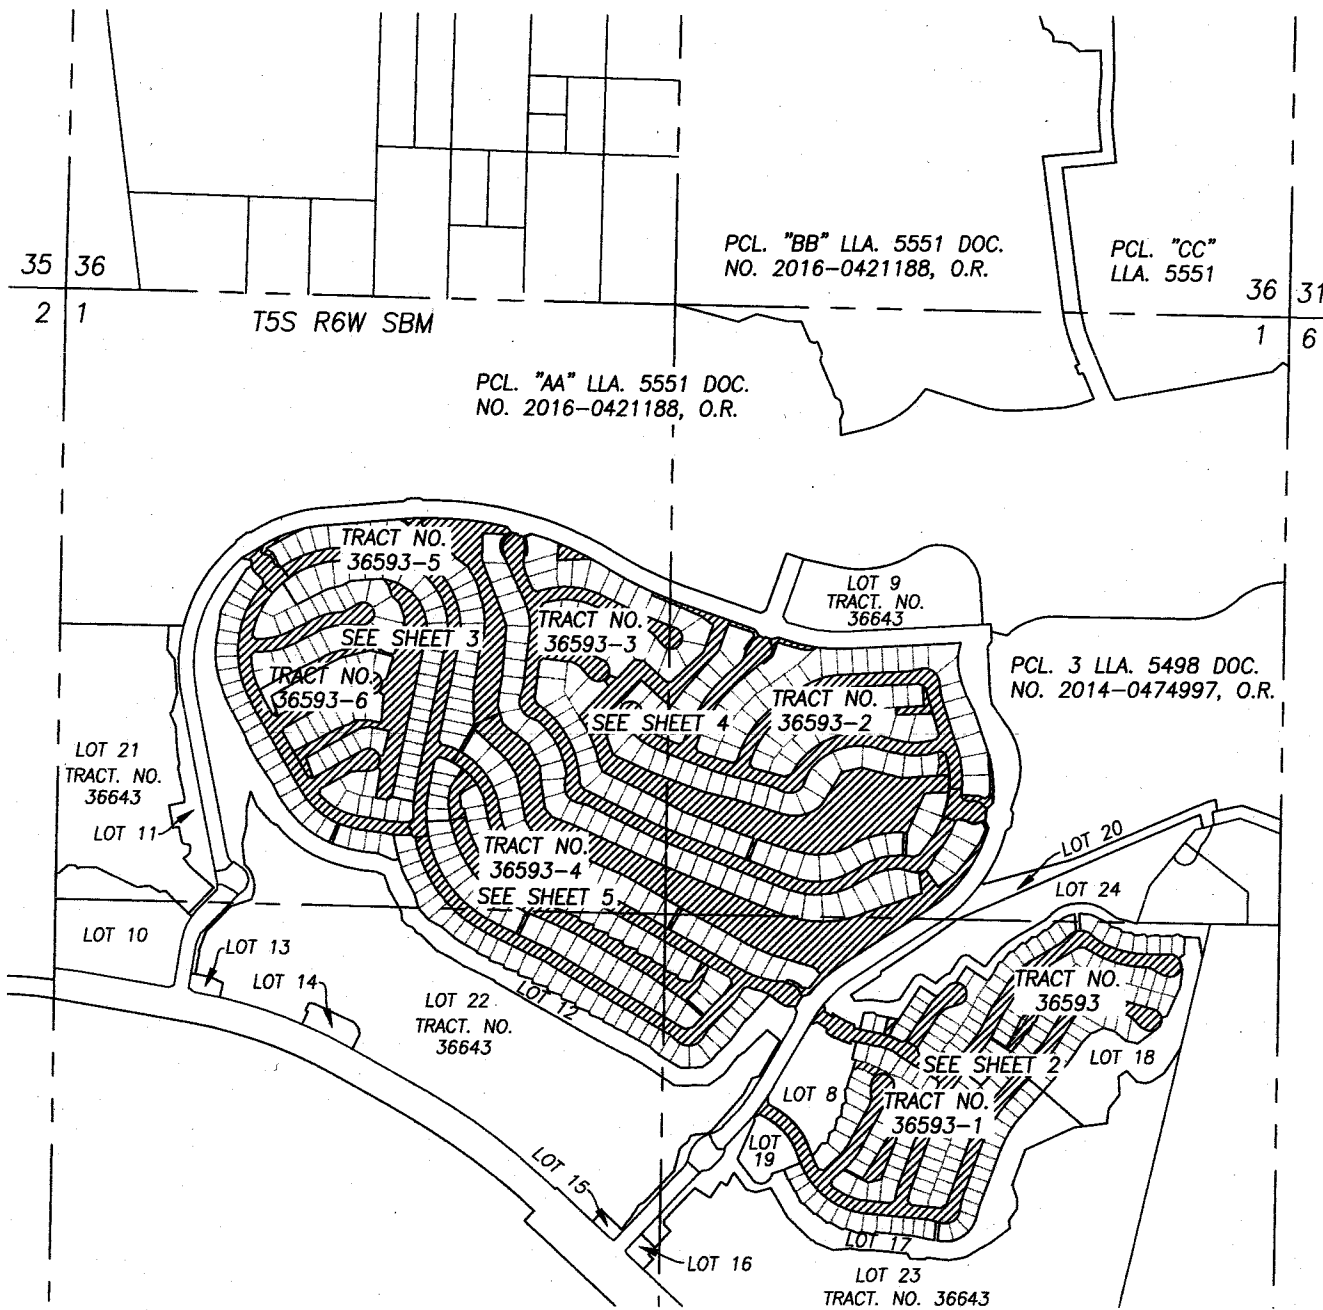 PCL. "BB" LLA. 5551 DOC.
NO. 2016-0421188, O.R.
PCL. "CC"
LLA. 5551
35 36
2 1
36 31
1 6
T5S R6W SBM
PCL. "AA" LLA. 5551 DOC.
NO. 2016-0421188, O.R.
TRACT NO.
36593-5
LOT 9
TRACT. NO.
36643
TRACT NO.
36593-3
SEE SHEET 3
TRACT NO.
36593-6
PCL. 3 LLA. 5498 DOC.
NO. 2014-0474997, O.R.
TRACT NO.
36593-2
SEE SHEET 4
LOT 21
TRACT. NO.
36643
LOT 11
LOT 20
TRACT NO.
36593-4
SEE SHEET 5
LOT 24
LOT 10
LOT 13
LOT 14
LOT 22
TRACT. NO.
36643
LOT 12
TRACT NO.
36593
SEE SHEET 2
LOT 18
LOT 8
TRACT NO.
36593-1
LOT
19
LOT 15
LOT 17
LOT 16
LOT 23
TRACT. NO. 36643